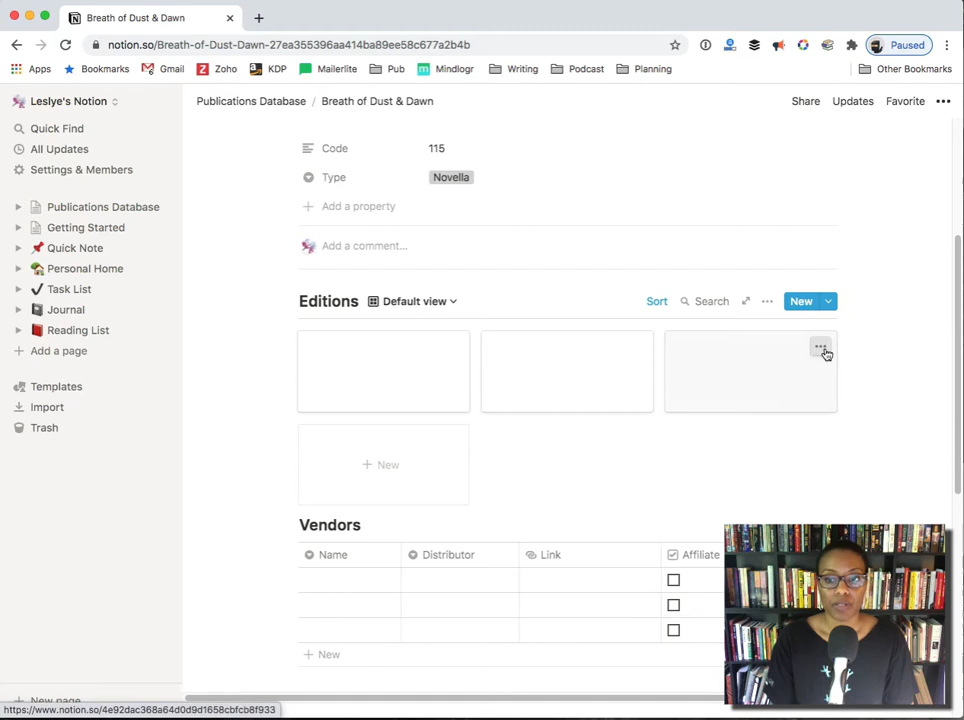 Breath of Dust & Dawn
notion.so/Breath-of-Dust-Dawn-27ea355396aa414ba89ee58c677a2b4b
Paused
Apps
Bookmarks
Gmail
Zoho
KDP
Mailerlite
Pub
Mindlogr
Writing
Podcast
Planning
Other Bookmarks
Leslye's Notion
Publications Database / Breath of Dust & Dawn
Share
Updates
Favorite
Quick Find
All Updates
Settings & Members
Publications Database
Getting Started
Quick Note
Personal Home
Task List
Journal
Reading List
Add a page
Templates
Import
Trash
New page
Code 115
Type Novella
Add a property
Add a comment...
Editions Default view Sort Search New
New
Vendors
Name Distributor Link Affiliate
New
https://www.notion.so/4e92dac368a64d0d9d1658cbfcb8f933